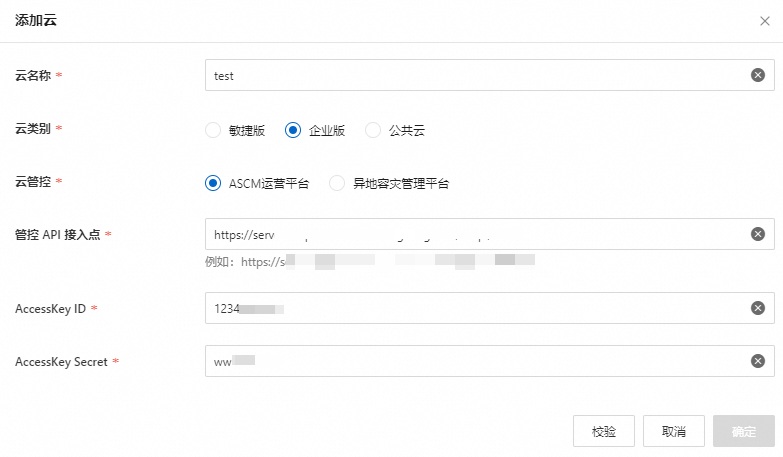 添加云
云名称 *
test
云类别 *
敏捷版 企业版 公共云
云管控 *
ASCM运营平台 异地容灾管理平台
管控 API 接入点 *
https://serv
例如：https://s
AccessKey ID *
1234
AccessKey Secret *
ww
校验 取消 确定